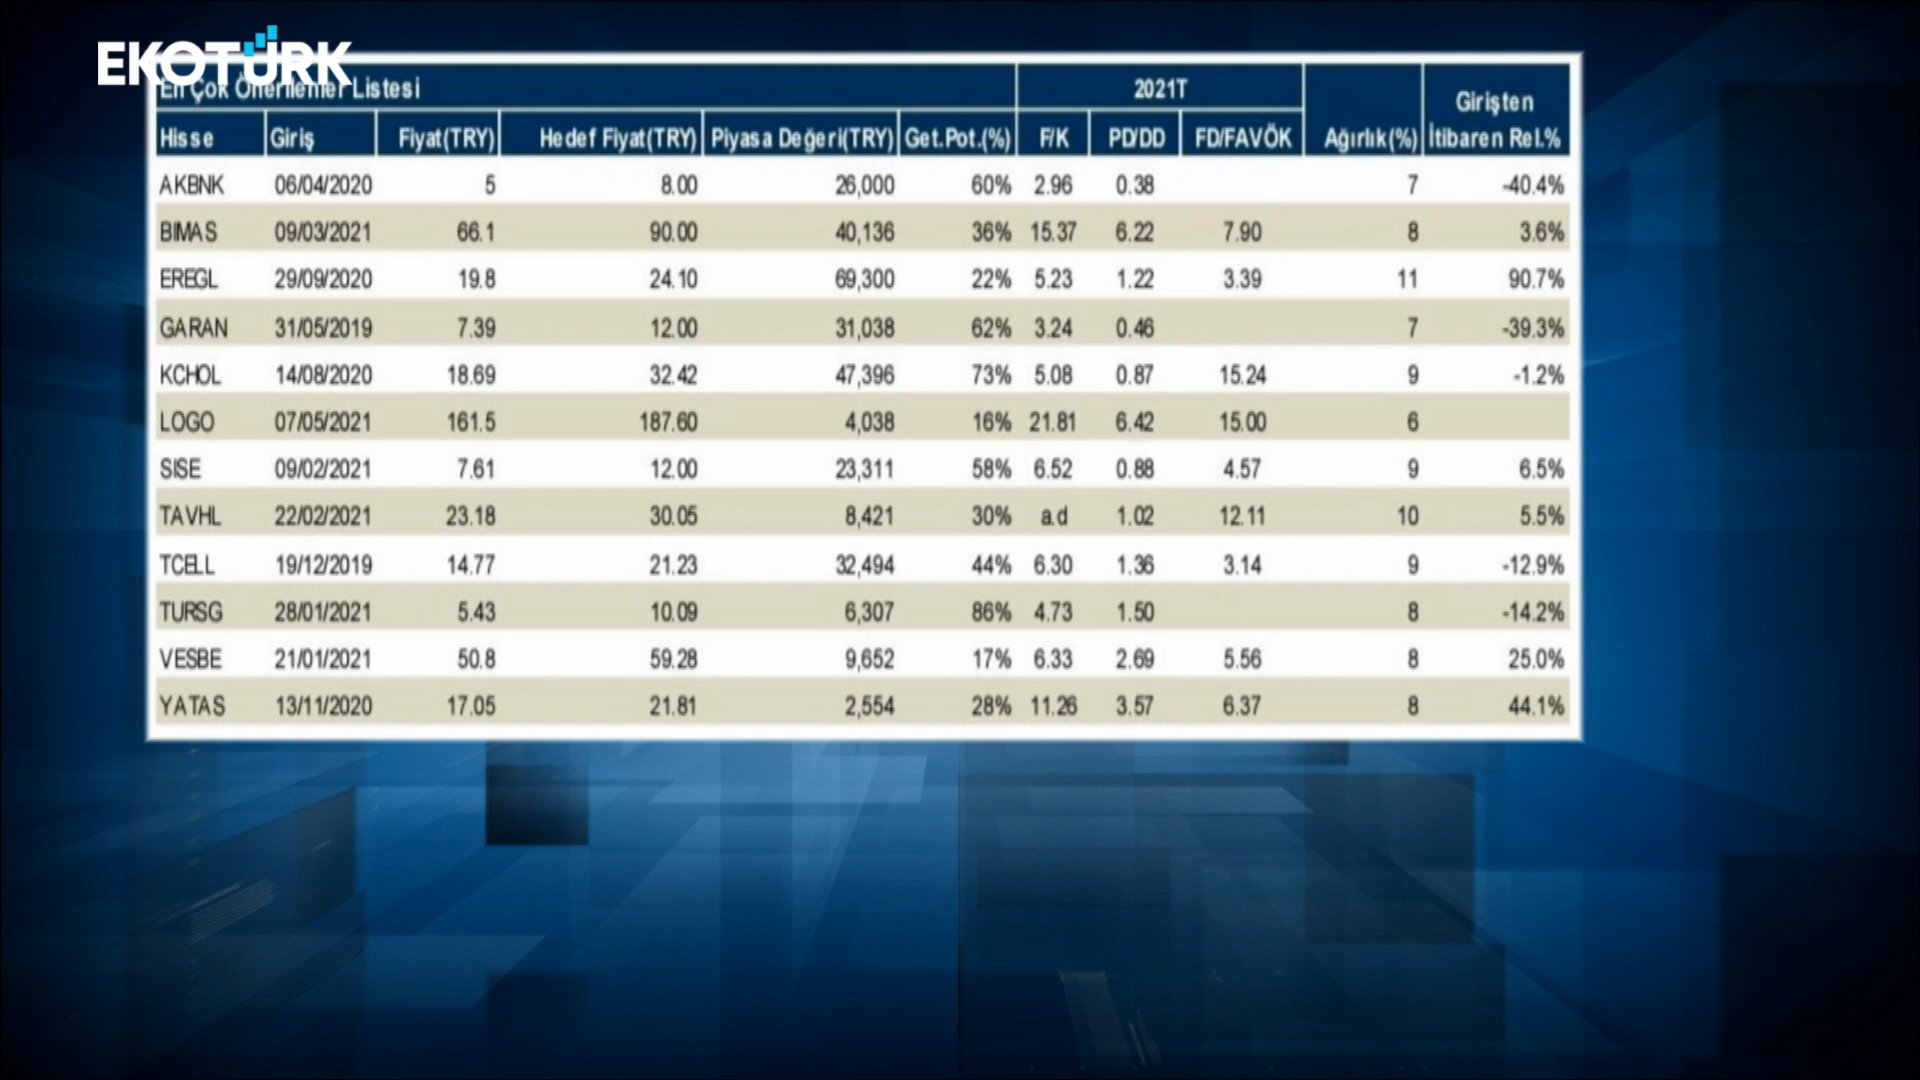 EKOTÜRK
En Çok Önerilenler Listesi 2021T
Hisse Giriş Fiyat(TRY) Hedef Fiyat(TRY) Piyasa Değeri(TRY) Get.Pot.(%) F/K PD/DD FD/FAVÖK Ağırlık(%) Girişten İtibaren Rel.%
AKBNK 06/04/2020 5 8.00 26,000 60% 2.96 0.38 7 -40.4%
BIMAS 09/03/2021 66.1 90.00 40,136 36% 15.37 6.22 7.90 8 3.6%
EREGL 29/09/2020 19.8 24.10 69,300 22% 5.23 1.22 3.39 11 90.7%
GARAN 31/05/2019 7.39 12.00 31,038 62% 3.24 0.46 7 -39.3%
KCHOL 14/08/2020 18.69 32.42 47,396 73% 5.08 0.87 15.24 9 -1.2%
LOGO 07/05/2021 161.5 187.60 4,038 16% 21.81 6.42 15.00 6
SISE 09/02/2021 7.61 12.00 23,311 58% 6.52 0.88 4.57 9 6.5%
TAVHL 22/02/2021 23.18 30.05 8,421 30% a.d 1.02 12.11 10 5.5%
TCELL 19/12/2019 14.77 21.23 32,494 44% 6.30 1.36 3.14 9 -12.9%
TURSG 28/01/2021 5.43 10.09 6,307 86% 4.73 1.50 8 -14.2%
VESBE 21/01/2021 50.8 59.28 9,652 17% 6.33 2.69 5.56 8 25.0%
YATAS 13/11/2020 17.05 21.81 2,554 28% 11.26 3.57 6.37 8 44.1%